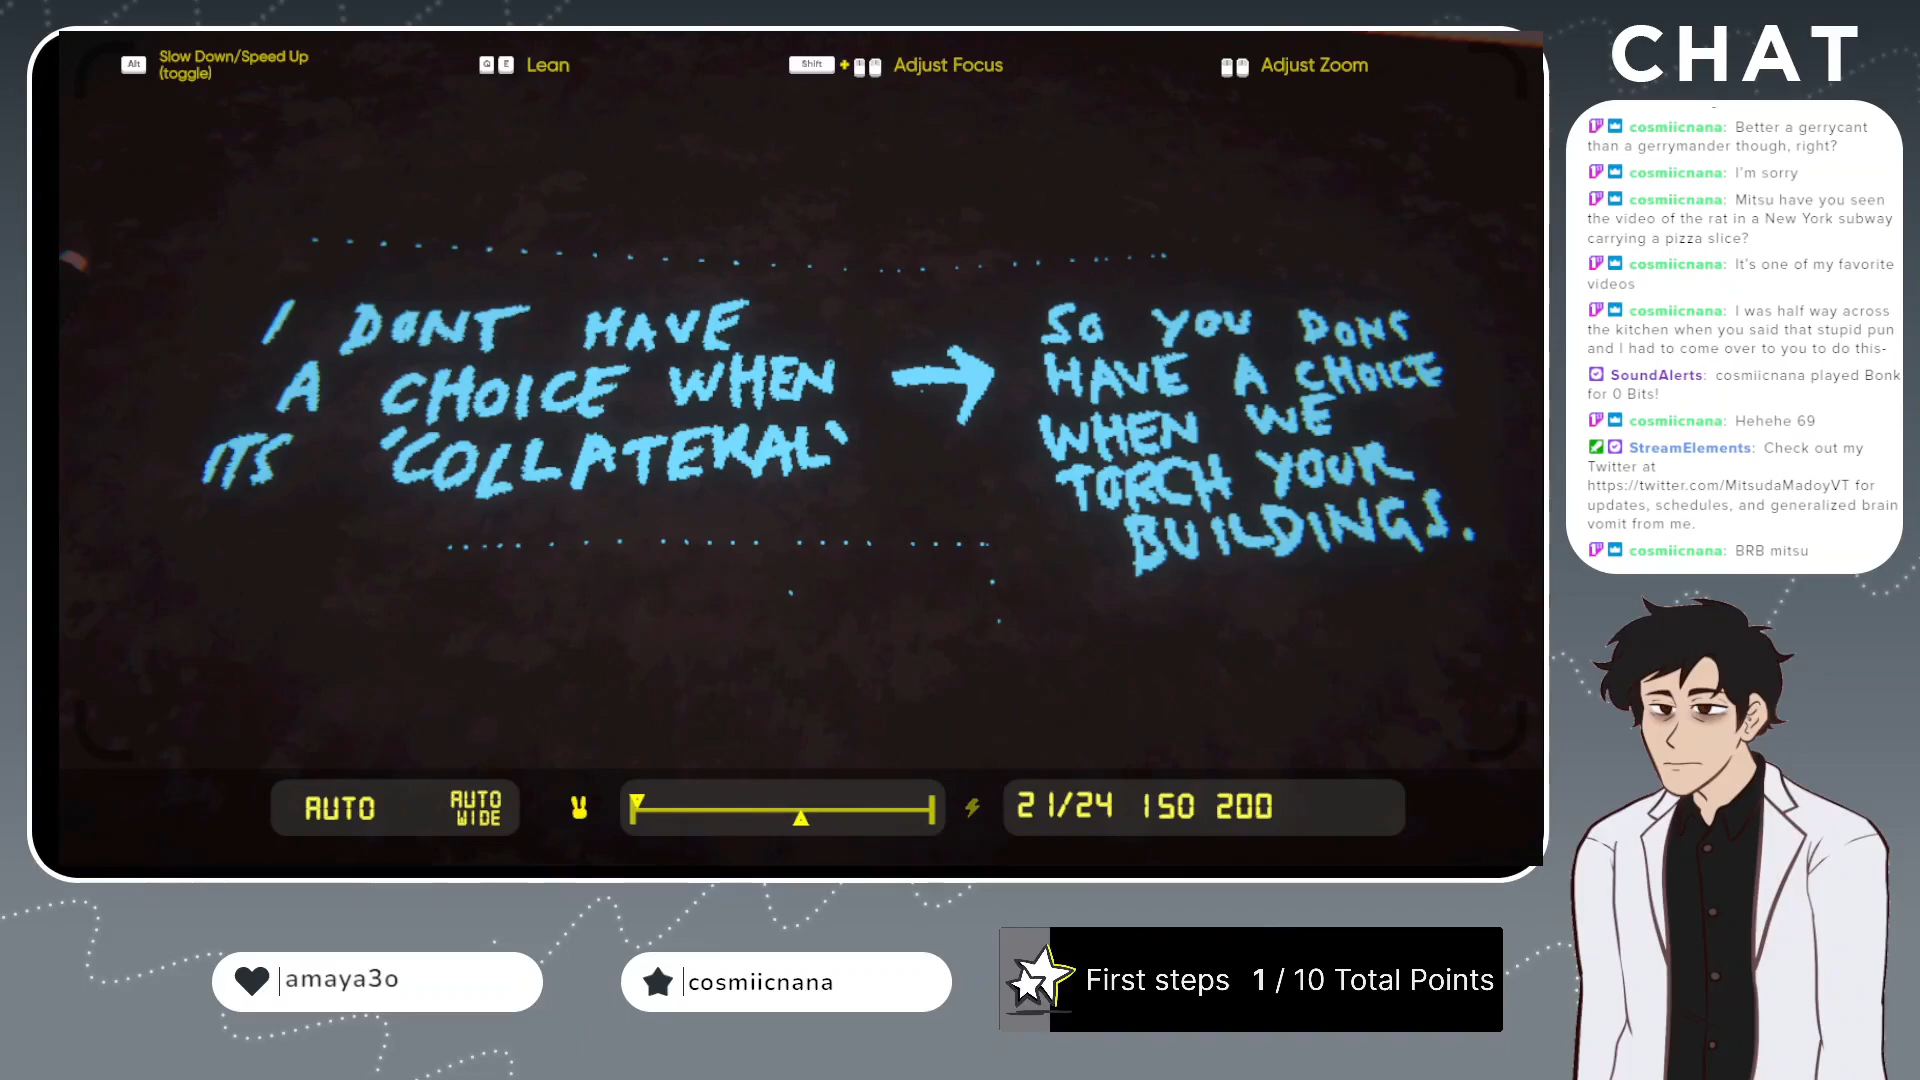 Alt Slow Down/Speed Up
(toggle)
Q E Lean
Shift + Adjust Focus
Adjust Zoom
I DONT HAVE
A CHOICE WHEN
ITS 'COLLATERAL'
SO YOU DONT
HAVE A CHOICE
WHEN WE
TORCH YOUR
BUILDINGS.
AUTO
AUTO
WIDE
21/24 150 200
CHAT
cosmiicnana: Better a gerrycant
than a gerrymander though, right?
cosmiicnana: I'm sorry
cosmiicnana: Mitsu have you seen
the video of the rat in a New York subway
carrying a pizza slice?
cosmiicnana: It's one of my favorite
videos
cosmiicnana: I was half way across
the kitchen when you said that stupid pun
and I had to come over to you to do this-
SoundAlerts: cosmiicnana played Bonk
for 0 Bits!
cosmiicnana: Hehehe 69
StreamElements: Check out my
Twitter at
https://twitter.com/MitsudaMadoyVT for
updates, schedules, and generalized brain
vomit from me.
cosmiicnana: BRB mitsu
amaya3o
cosmiicnana
First steps 1 / 10 Total Points